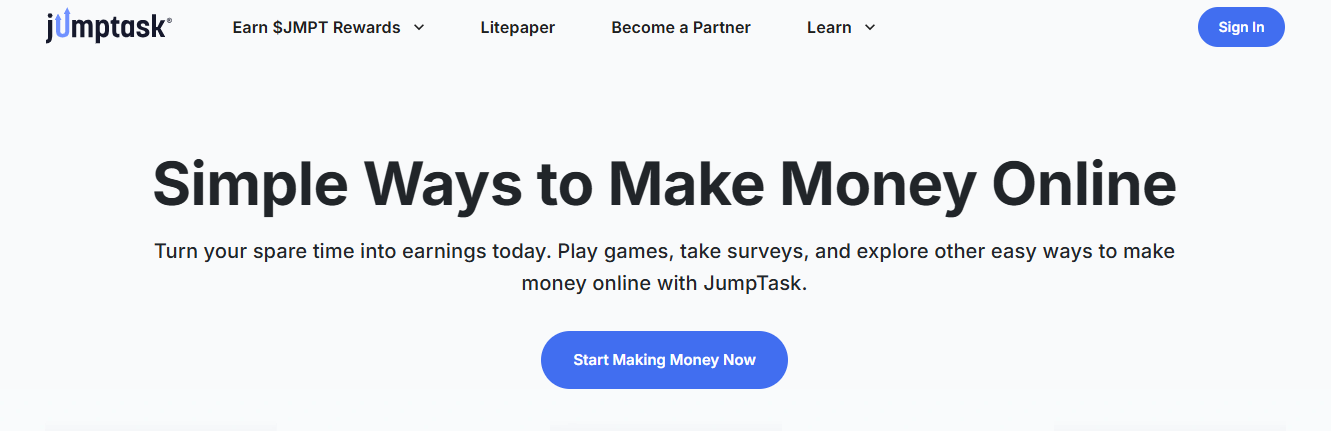 jumptask®
Earn $JMPT Rewards
Litepaper
Become a Partner
Learn
Sign In
Simple Ways to Make Money Online
Turn your spare time into earnings today. Play games, take surveys, and explore other easy ways to make
money online with JumpTask.
Start Making Money Now